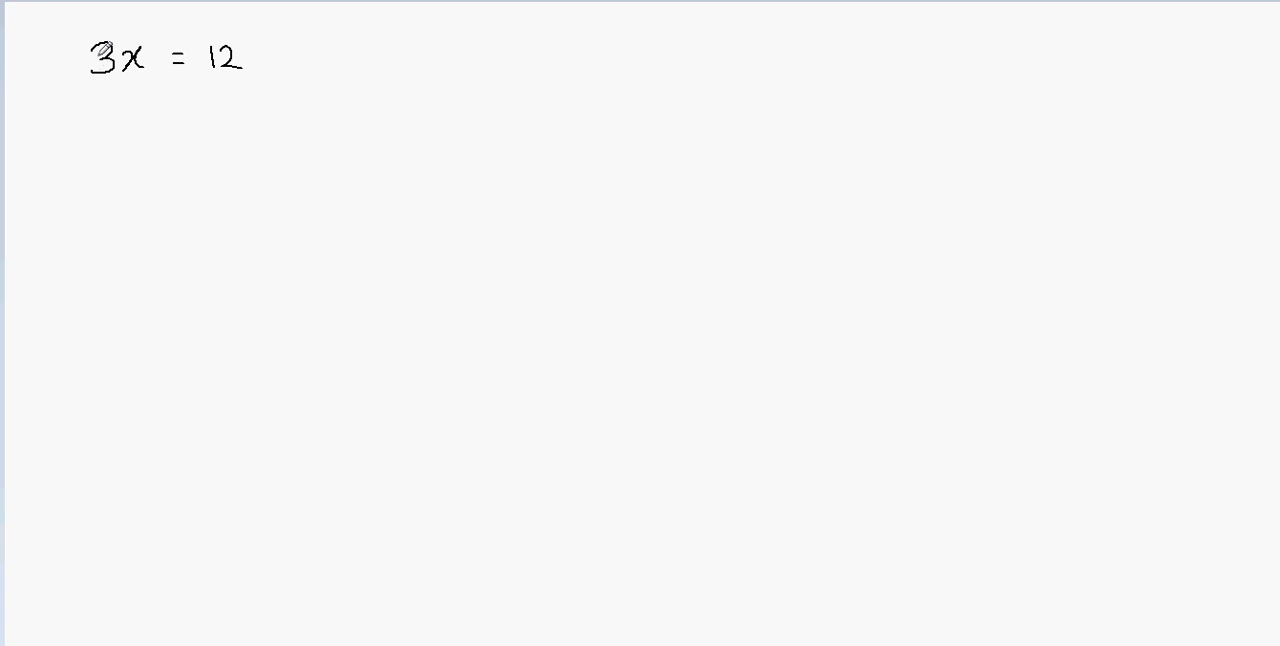 3x = 12